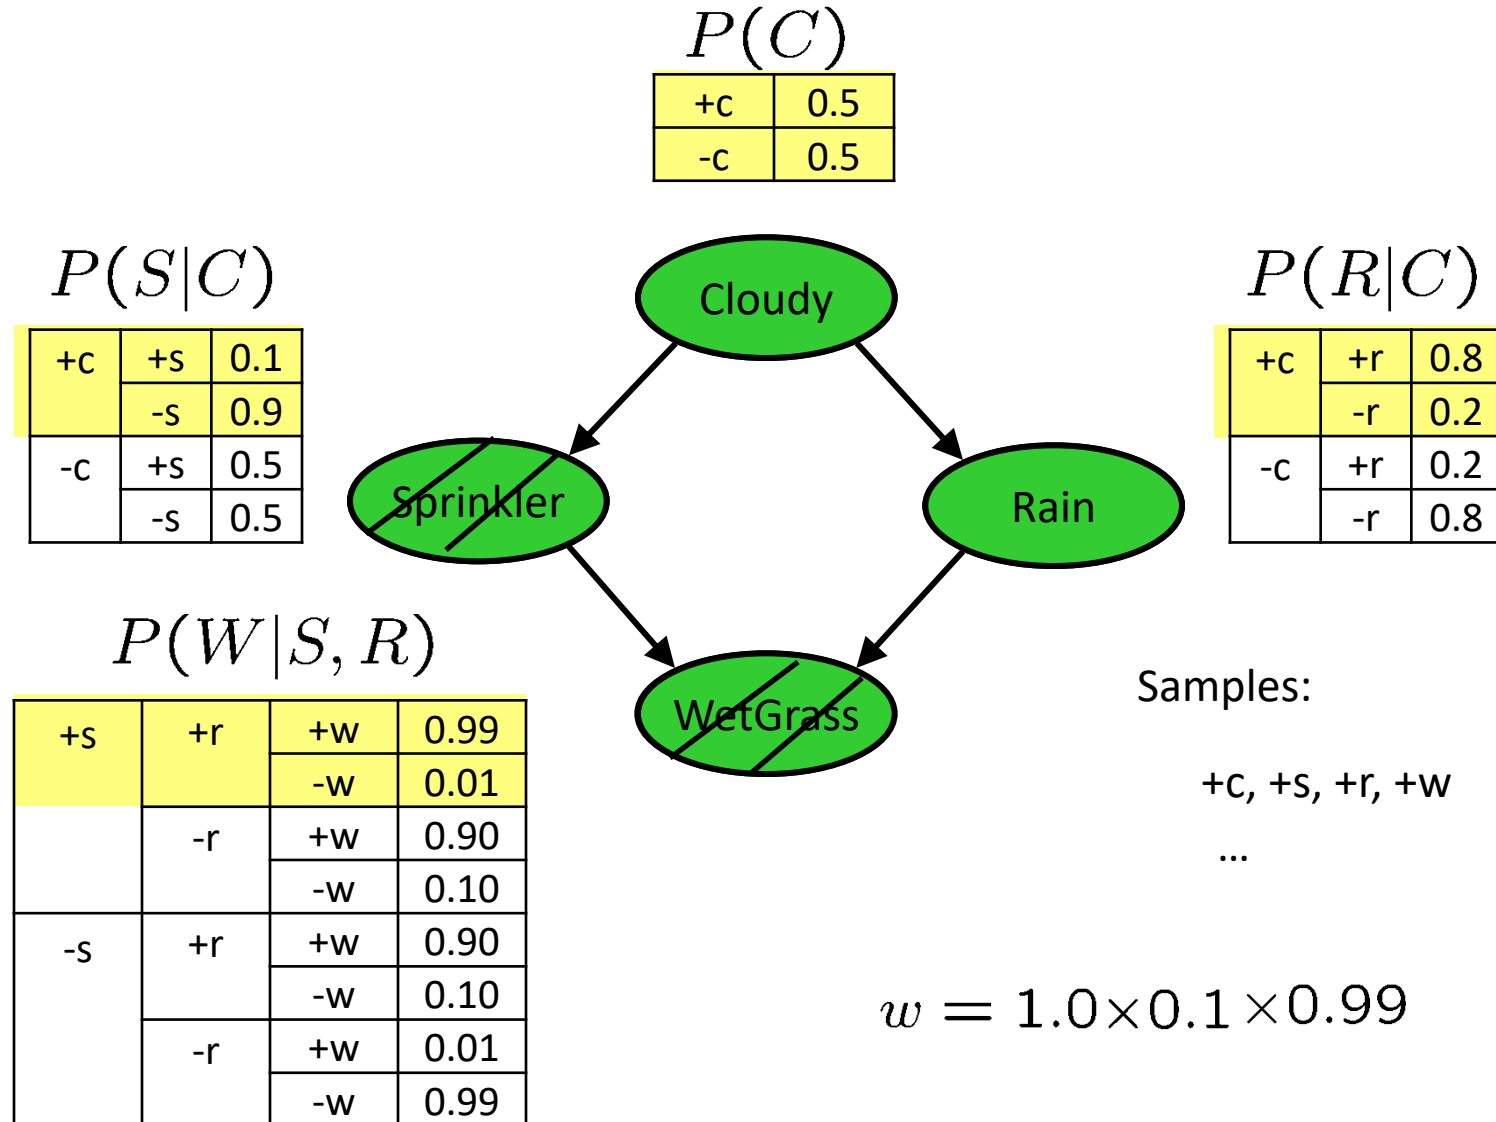 P(C)
+c 0.5
-c 0.5
P(S|C)
+c +s 0.1
-s 0.9
-c +s 0.5
-s 0.5
Cloudy
P(R|C)
+c +r 0.8
-r 0.2
-c +r 0.2
-r 0.8
Sprinkler
Rain
P(W|S, R)
+s +r +w 0.99
-w 0.01
-r +w 0.90
-w 0.10
-s +r +w 0.90
-w 0.10
-r +w 0.01
-w 0.99
WetGrass
Samples:
+c, +s, +r, +w
...
w = 1.0×0.1×0.99